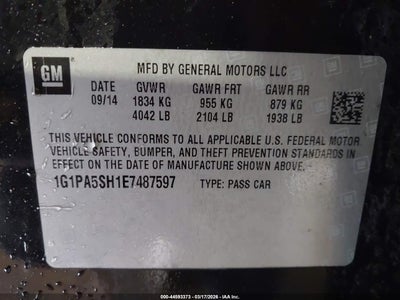 GM
MFD BY GENERAL MOTORS LLC
DATE GVWR GAWR FRT GAWR RR
09/14 1834 KG 955 KG 879 KG
4042 LB 2104 LB 1938 LB
THIS VEHICLE CONFORMS TO ALL APPLICABLE U.S. FEDERAL MOTOR
VEHICLE SAFETY, BUMPER, AND THEFT PREVENTION STANDARDS IN
EFFECT ON THE DATE OF MANUFACTURE SHOWN ABOVE.
1G1PA5SH1E7487597 TYPE: PASS CAR
© 10-44593373 - 03/17/2026 - IAA Inc.